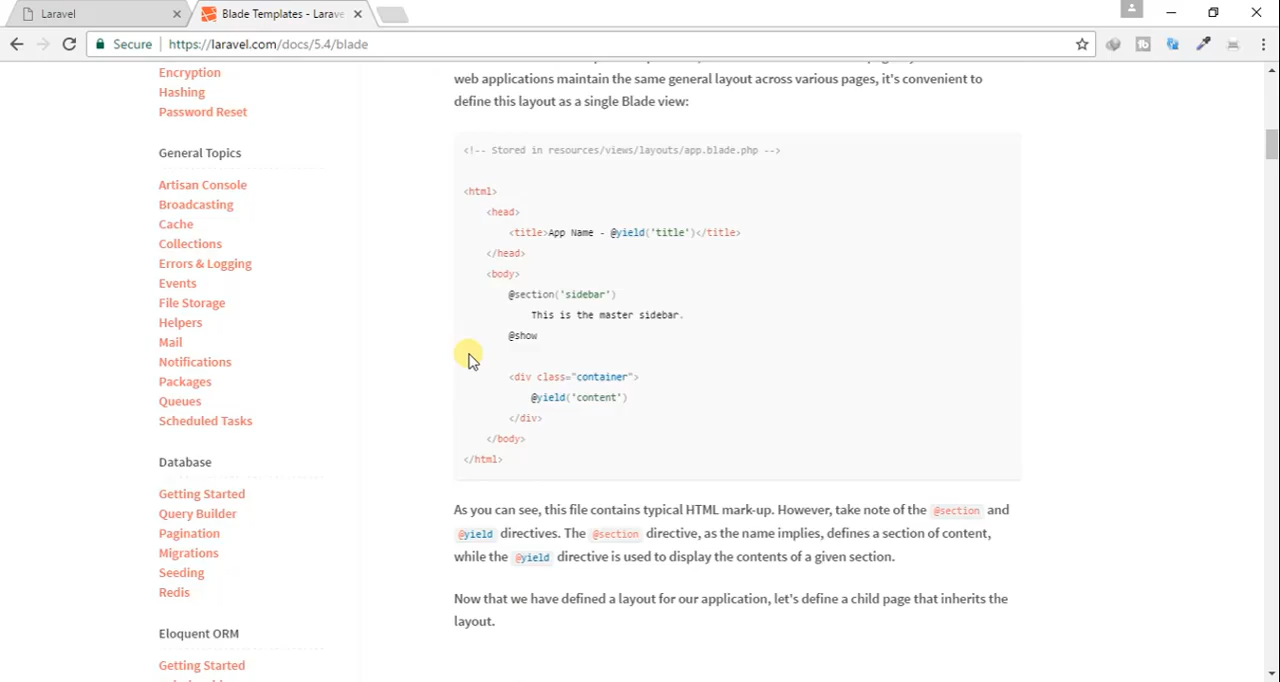 Laravel
Blade Templates - Larave
Secure
https://laravel.com/docs/5.4/blade
Encryption
Hashing
Password Reset
General Topics
Artisan Console
Broadcasting
Cache
Collections
Errors & Logging
Events
File Storage
Helpers
Mail
Notifications
Packages
Queues
Scheduled Tasks
Database
Getting Started
Query Builder
Pagination
Migrations
Seeding
Redis
Eloquent ORM
Getting Started
web applications maintain the same general layout across various pages, it's convenient to
define this layout as a single Blade view:
<!-- Stored in resources/views/layouts/app.blade.php -->
<html>
<head>
<title>App Name - @yield('title')</title>
</head>
<body>
@section('sidebar')
This is the master sidebar.
@show
<div class="container">
@yield('content')
</div>
</body>
</html>
As you can see, this file contains typical HTML mark-up. However, take note of the @section and
@yield directives. The @section directive, as the name implies, defines a section of content,
while the @yield directive is used to display the contents of a given section.
Now that we have defined a layout for our application, let's define a child page that inherits the
layout.